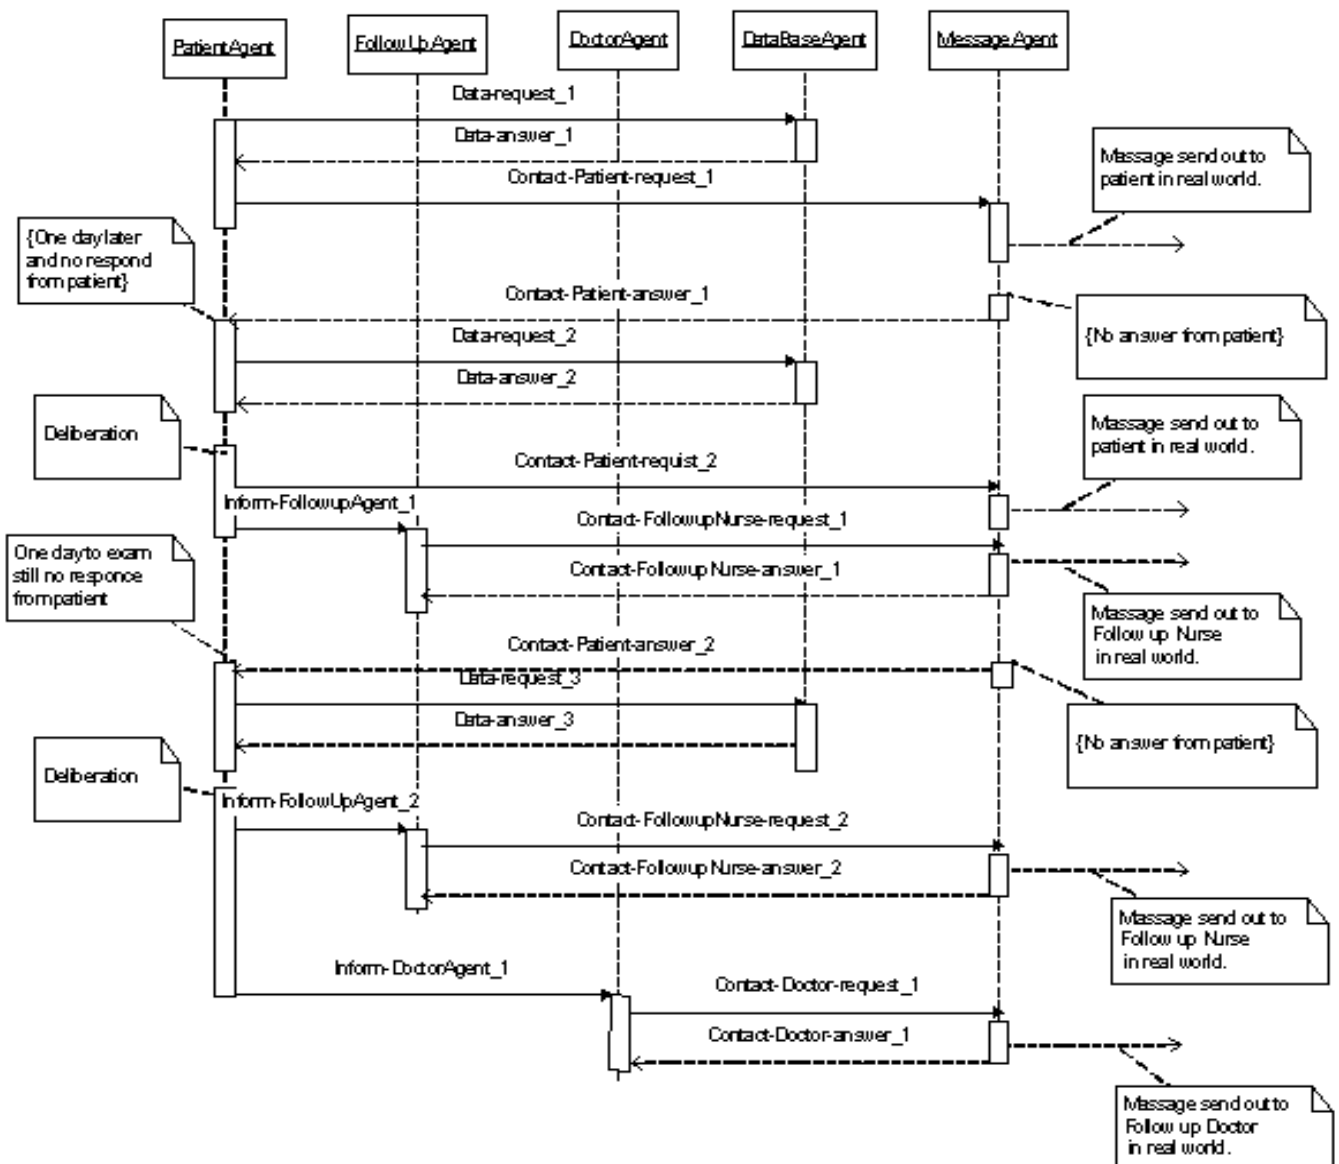 PatientAgent
FollowUpAgent
DoctorAgent
DataBaseAgent
MessageAgent
Data-request_1
Data-answer_1
Contact-Patient-request_1
Massage send out to
patient in real world.
{One day later
and no respond
from patient}
Contact-Patient-answer_1
Data-request_2
{No answer from patient}
Data-answer_2
Deliberation
Massage send out to
patient in real world.
Contact-Patient-requist_2
Inform-FollowupAgent_1
Contact-FollowupNurse-request_1
One day to exam
still no responce
from patient
Contact-Followup Nurse-answer_1
Massage send out to
Follow up Nurse
in real world.
Contact-Patient-answer_2
Data-request_3
Data-answer_3
{No answer from patient}
Deliberation
Inform-FollowUpAgent_2
Contact-FollowupNurse-request_2
Contact-Followup Nurse-answer_2
Massage send out to
Follow up Nurse
in real world.
Inform-DoctorAgent_1
Contact-Doctor-request_1
Contact-Doctor-answer_1
Massage send out to
Follow up Doctor
in real world.